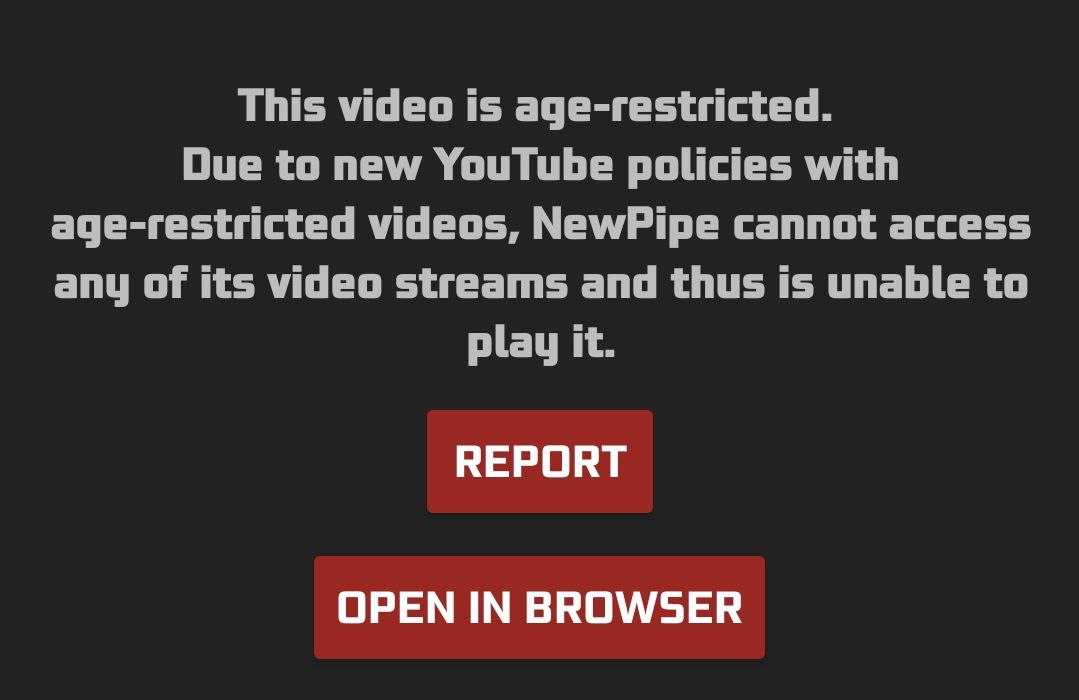 This video is age-restricted.
Due to new YouTube policies with
age-restricted videos, NewPipe cannot access
any of its video streams and thus is unable to
play it.
REPORT
OPEN IN BROWSER